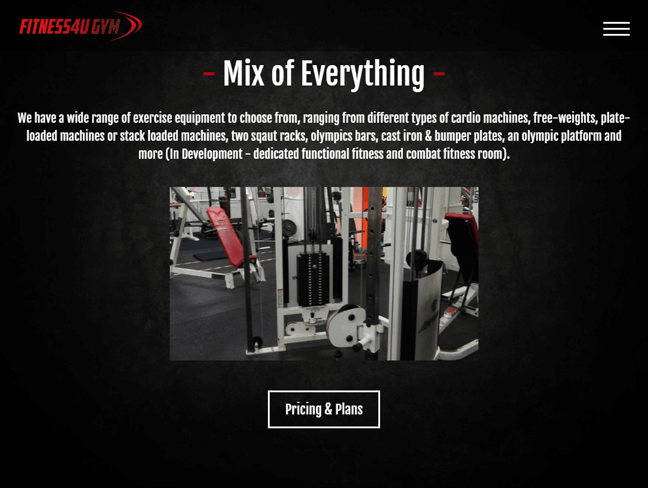 FITNESS4U GYM
- Mix of Everything -
We have a wide range of exercise equipment to choose from, ranging from different types of cardio machines, free-weights, plate-
loaded machines or stack loaded machines, two sqaut racks, olympics bars, cast iron & bumper plates, an olympic platform and
more (In Development - dedicated functional fitness and combat fitness room).
Pricing & Plans